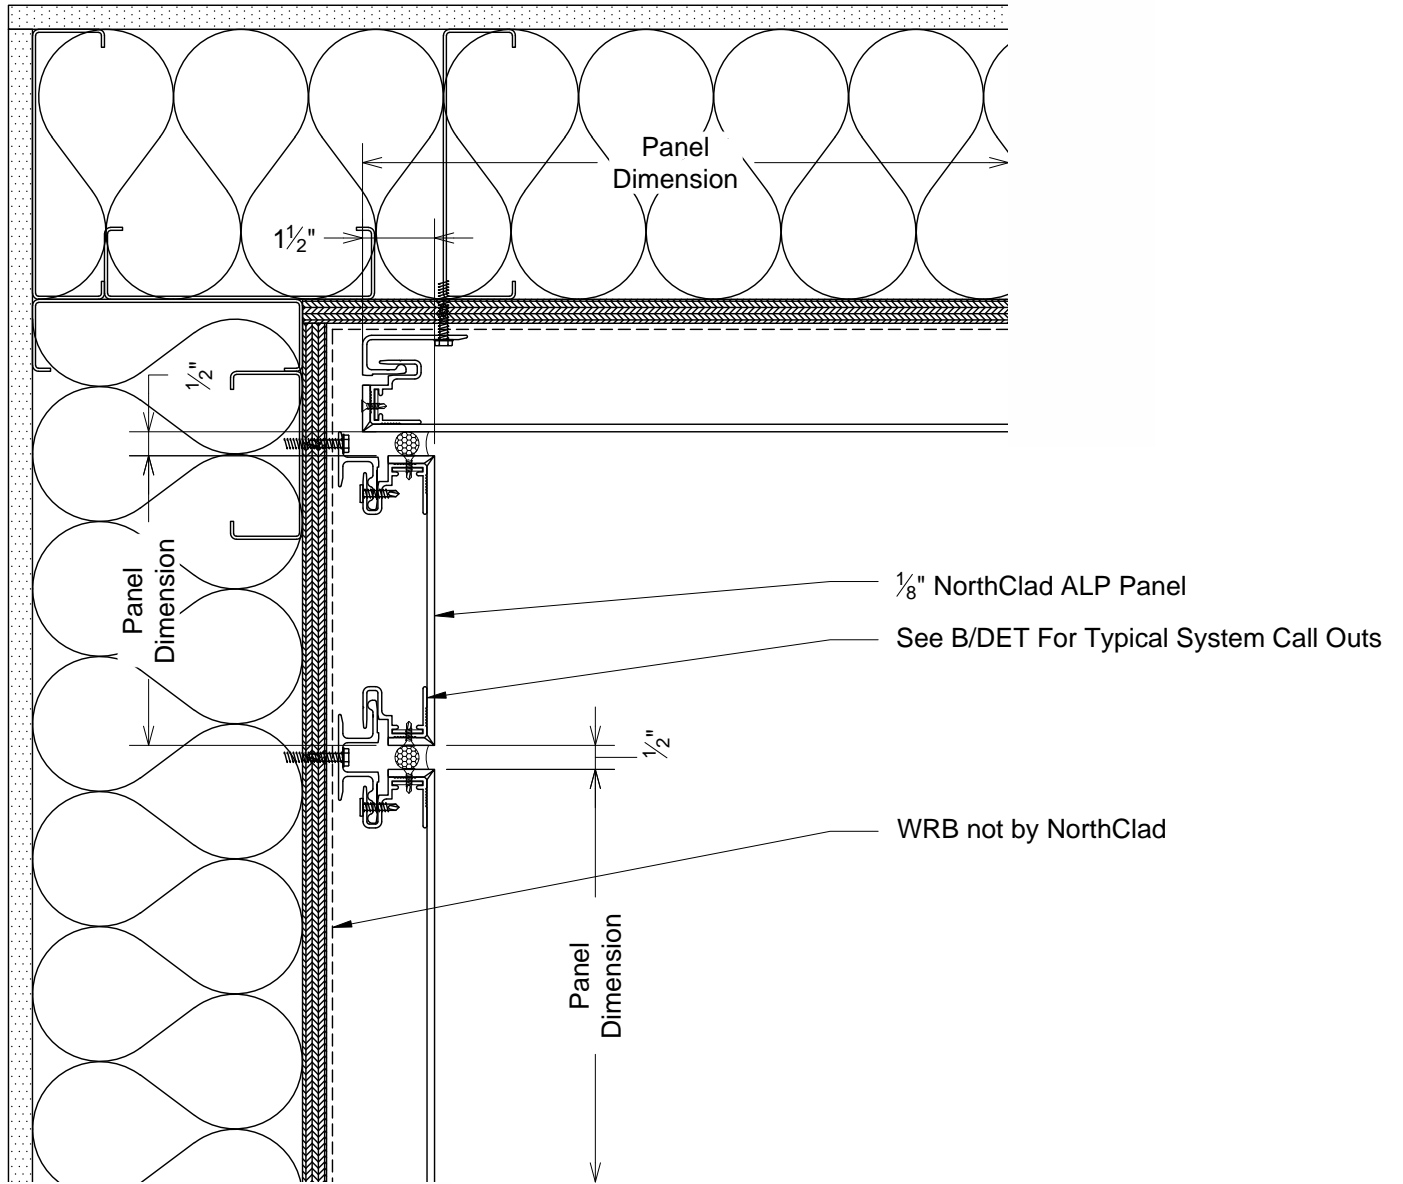 Panel
Dimension
1½"
½"
Panel
Dimension
⅛" NorthClad ALP Panel
See B/DET For Typical System Call Outs
½"
WRB not by NorthClad
Panel
Dimension